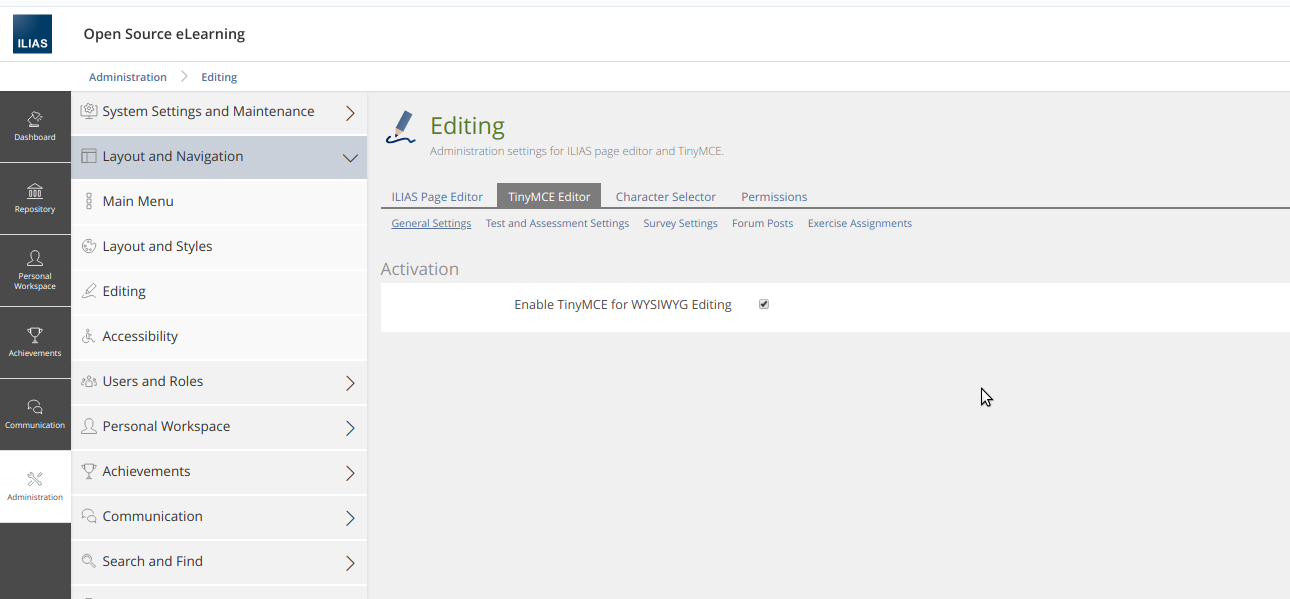 ILIAS
Open Source eLearning
Administration Editing
Dashboard
Repository
Personal
Workspace
Achievements
Communication
Administration
System Settings and Maintenance
Layout and Navigation
Main Menu
Layout and Styles
Editing
Accessibility
Users and Roles
Personal Workspace
Achievements
Communication
Search and Find
Editing
Administration settings for ILIAS page editor and TinyMCE.
ILIAS Page Editor TinyMCE Editor Character Selector Permissions
General Settings Test and Assessment Settings Survey Settings Forum Posts Exercise Assignments
Activation
Enable TinyMCE for WYSIWYG Editing